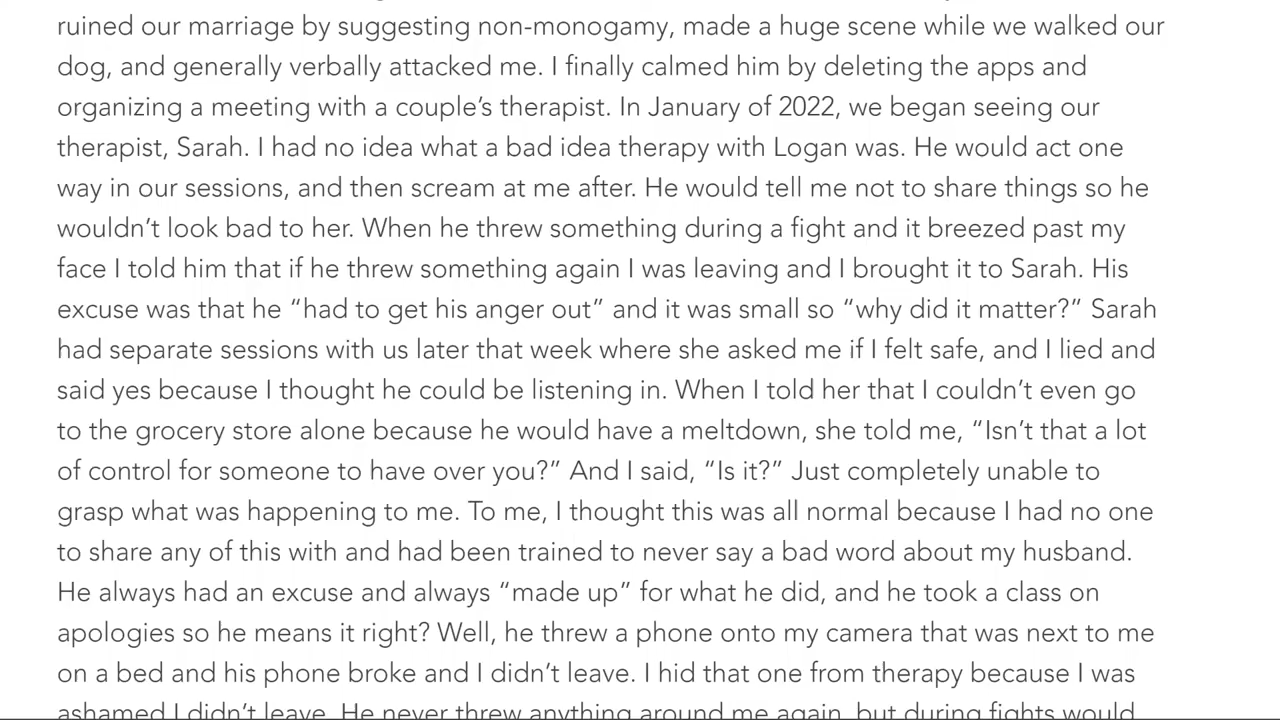 ruined our marriage by suggesting non-monogamy, made a huge scene while we walked our
dog, and generally verbally attacked me. I finally calmed him by deleting the apps and
organizing a meeting with a couple’s therapist. In January of 2022, we began seeing our
therapist, Sarah. I had no idea what a bad idea therapy with Logan was. He would act one
way in our sessions, and then scream at me after. He would tell me not to share things so he
wouldn’t look bad to her. When he threw something during a fight and it breezed past my
face I told him that if he threw something again I was leaving and I brought it to Sarah. His
excuse was that he “had to get his anger out” and it was small so “why did it matter?” Sarah
had separate sessions with us later that week where she asked me if I felt safe, and I lied and
said yes because I thought he could be listening in. When I told her that I couldn’t even go
to the grocery store alone because he would have a meltdown, she told me, “Isn’t that a lot
of control for someone to have over you?” And I said, “Is it?” Just completely unable to
grasp what was happening to me. To me, I thought this was all normal because I had no one
to share any of this with and had been trained to never say a bad word about my husband.
He always had an excuse and always “made up” for what he did, and he took a class on
apologies so he means it right? Well, he threw a phone onto my camera that was next to me
on a bed and his phone broke and I didn’t leave. I hid that one from therapy because I was
ashamed I didn’t leave. He never threw anything around me again, but during fights would